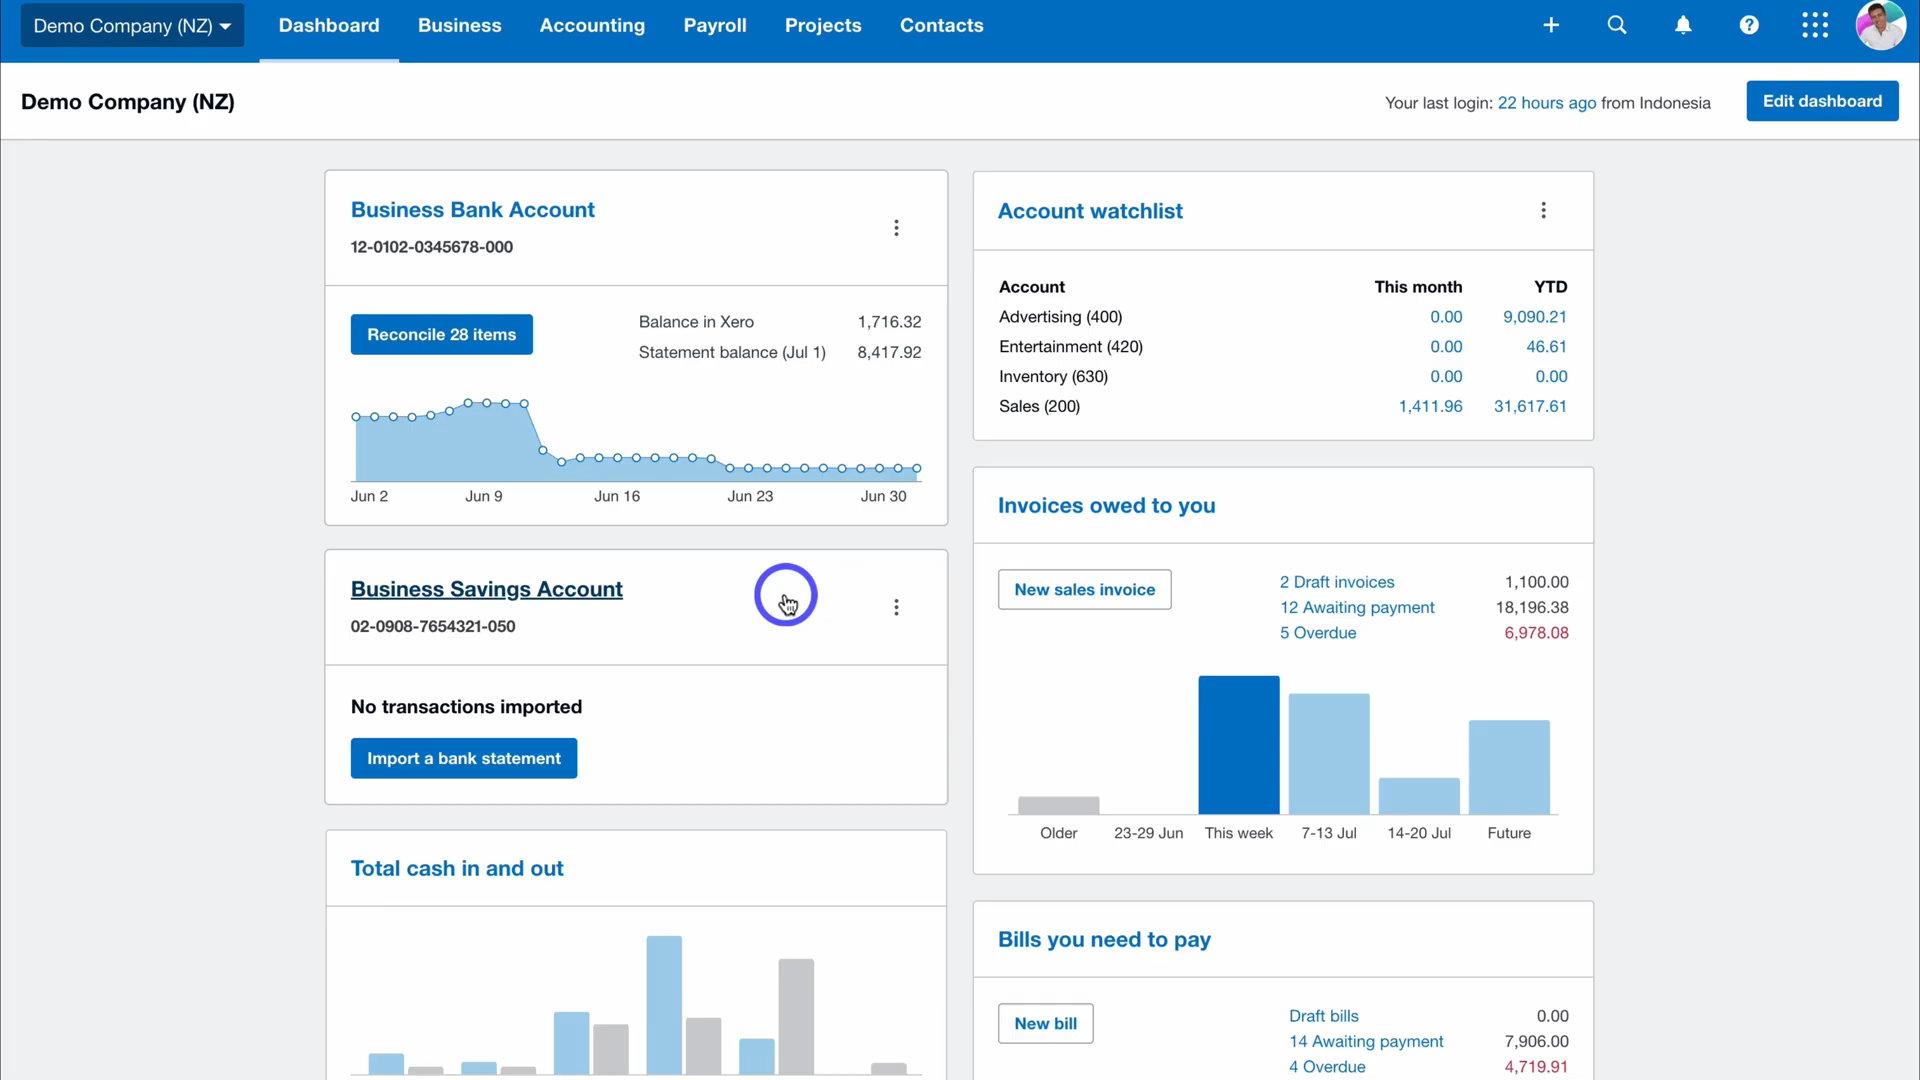 Demo Company (NZ)
Dashboard
Business
Accounting
Payroll
Projects
Contacts
Demo Company (NZ)
Your last login: 22 hours ago from Indonesia
Edit dashboard
Business Bank Account
12-0102-0345678-000
Reconcile 28 items
Balance in Xero 1,716.32
Statement balance (Jul 1) 8,417.92
Jun 2 Jun 9 Jun 16 Jun 23 Jun 30
Business Savings Account
02-0908-7654321-050
No transactions imported
Import a bank statement
Total cash in and out
Account watchlist
Account This month YTD
Advertising (400) 0.00 9,090.21
Entertainment (420) 0.00 46.61
Inventory (630) 0.00 0.00
Sales (200) 1,411.96 31,617.61
Invoices owed to you
New sales invoice
2 Draft invoices 1,100.00
12 Awaiting payment 18,196.38
5 Overdue 6,978.08
Older 23-29 Jun This week 7-13 Jul 14-20 Jul Future
Bills you need to pay
New bill
Draft bills 0.00
14 Awaiting payment 7,906.00
4 Overdue 4,719.91